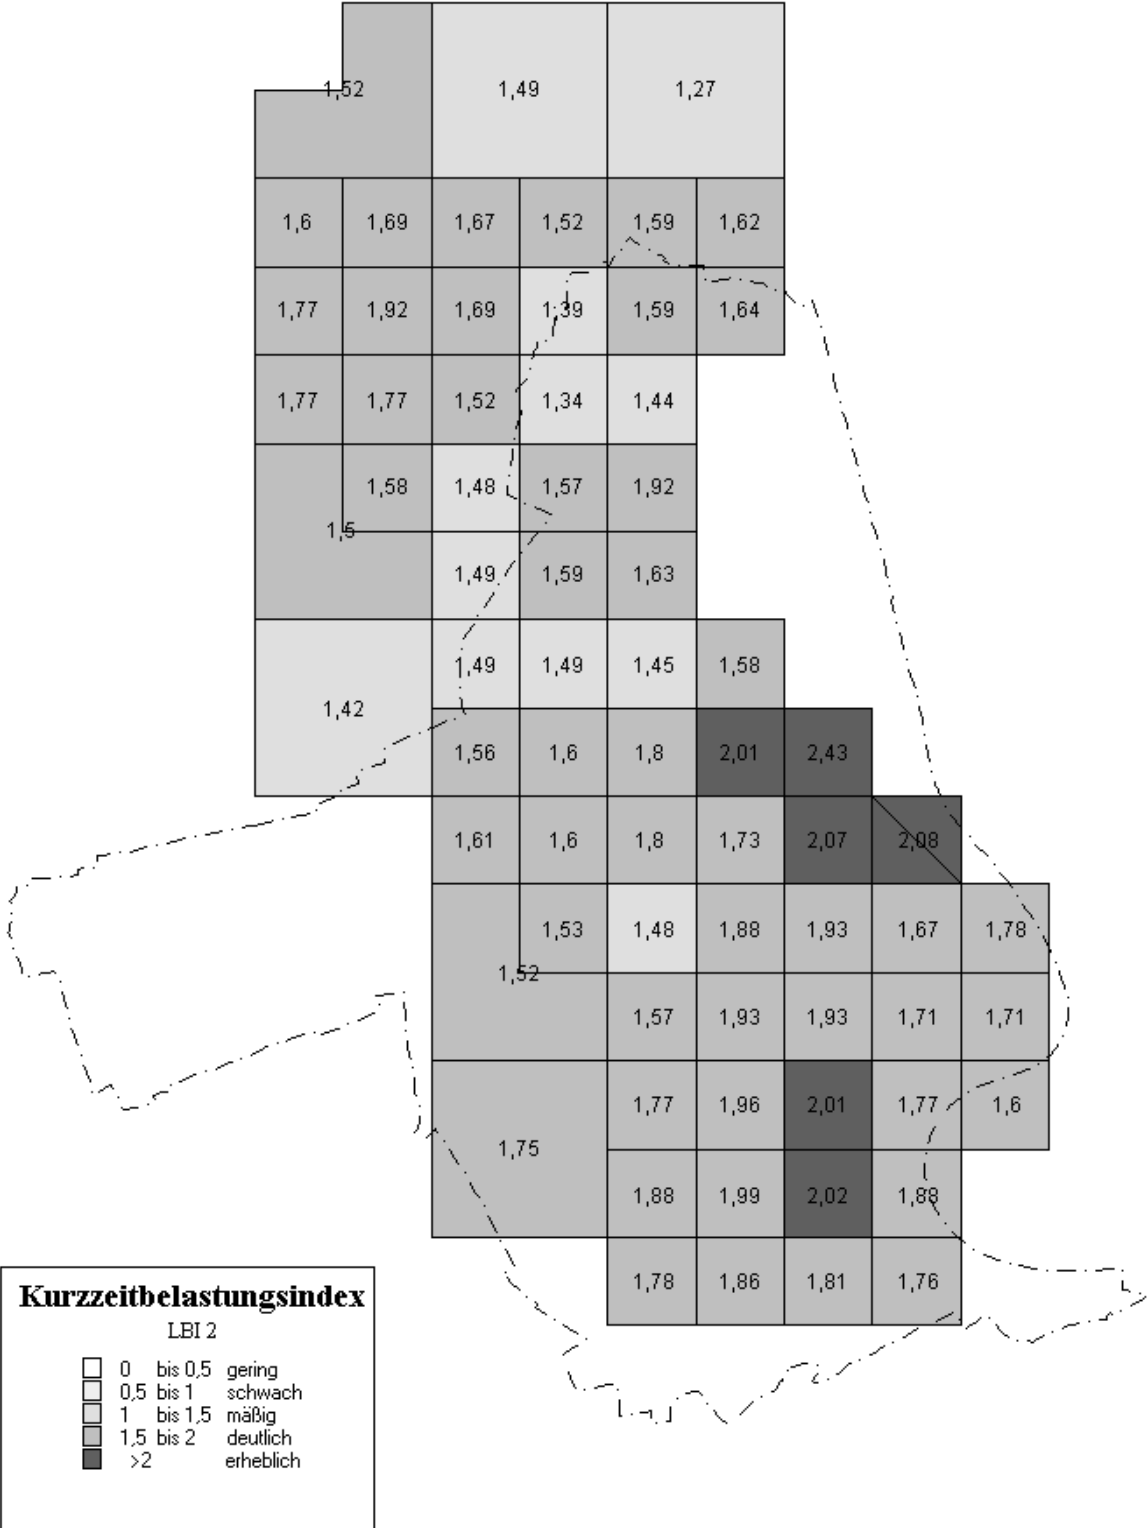 1,52 1,49 1,27
1,6 1,69 1,67 1,52 1,59 1,62
1,77 1,92 1,69 1,39 1,59 1,64
1,77 1,77 1,52 1,34 1,44
1,58 1,48 1,57 1,92
1,5
1,49 1,59 1,63
1,49 1,49 1,45 1,58
1,42
1,56 1,6 1,8 2,01 2,43
1,61 1,6 1,8 1,73 2,07 2,08
1,53 1,48 1,88 1,93 1,67 1,78
1,52
1,57 1,93 1,93 1,71 1,71
1,77 1,96 2,01 1,77 1,6
1,75
1,88 1,99 2,02 1,88
1,78 1,86 1,81 1,76
Kurzzeitbelastungsindex
LBI 2
0 bis 0,5 gering
0,5 bis 1 schwach
1 bis 1,5 mäßig
1,5 bis 2 deutlich
>2 erheblich